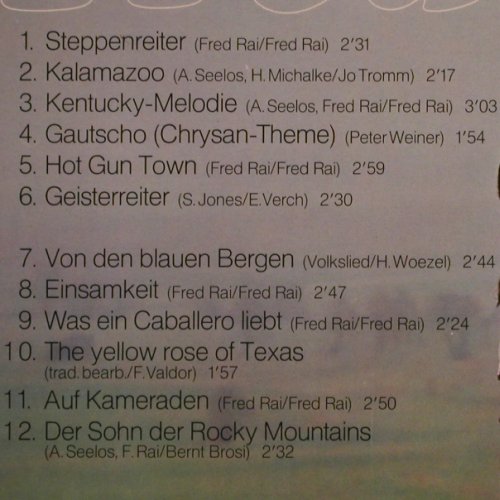 1. Steppenreiter (Fred Rai/Fred Rai) 2'31
2. Kalamazoo (A. Seelos, H. Michalke/Jo Tromm) 2'17
3. Kentucky-Melodie (A. Seelos, Fred Rai/Fred Rai) 3'03
4. Gautscho (Chrysan-Theme) (Peter Weiner) 1'54
5. Hot Gun Town (Fred Rai/Fred Rai) 2'59
6. Geisterreiter (S. Jones/E. Verch) 2'30
7. Von den blauen Bergen (Volkslied/H. Woezel) 2'44
8. Einsamkeit (Fred Rai/Fred Rai) 2'47
9. Was ein Caballero liebt (Fred Rai/Fred Rai) 2'24
10. The yellow rose of Texas
(trad. bearb./F. Valdor) 1'57
11. Auf Kameraden (Fred Rai/Fred Rai) 2'50
12. Der Sohn der Rocky Mountains
(A. Seelos, F. Rai/Bernt Brosi) 2'32